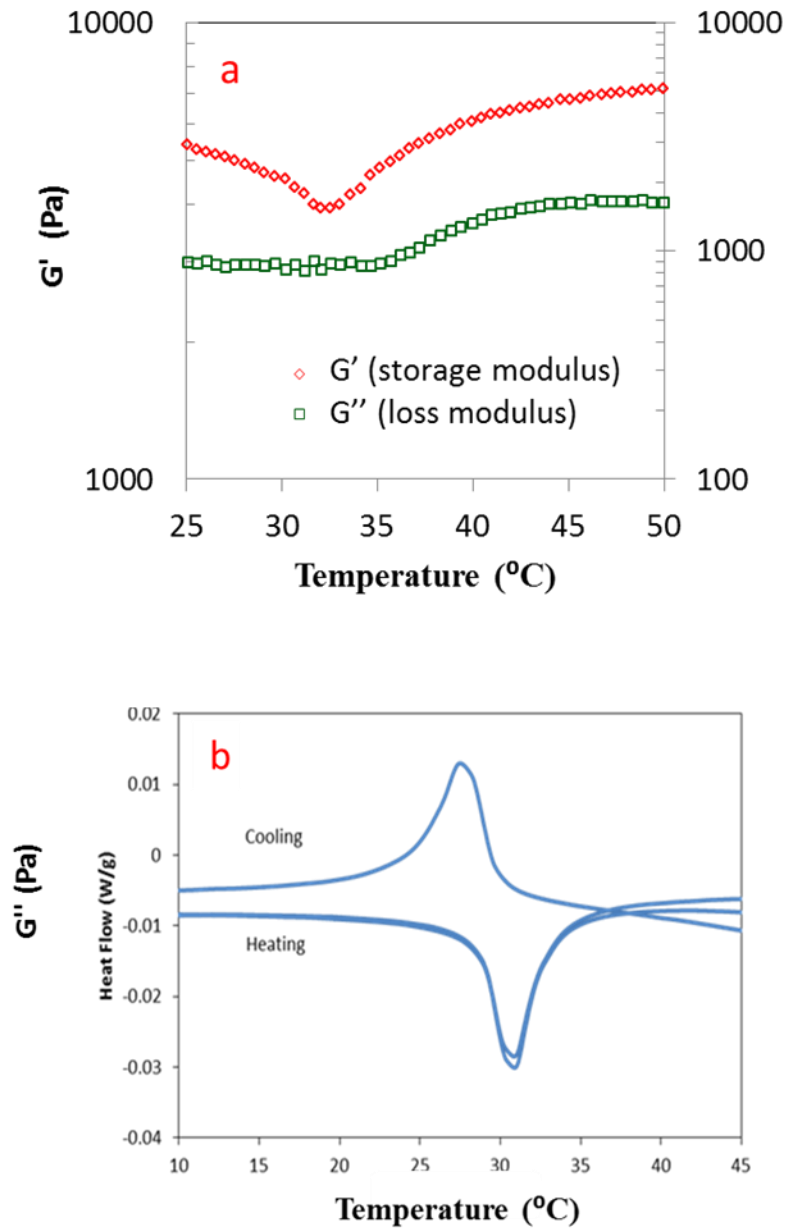 10000
10000
a
G' (Pa)
1000
G’ (storage modulus)
G’’ (loss modulus)
1000
100
25 30 35 40 45 50
Temperature (⁰C)
0.02
b
0.01
Cooling
0
G'' (Pa)
Heat Flow (W/g)
-0.01
Heating
-0.02
-0.03
-0.04
10 15 20 25 30 35 40 45
Temperature (⁰C)